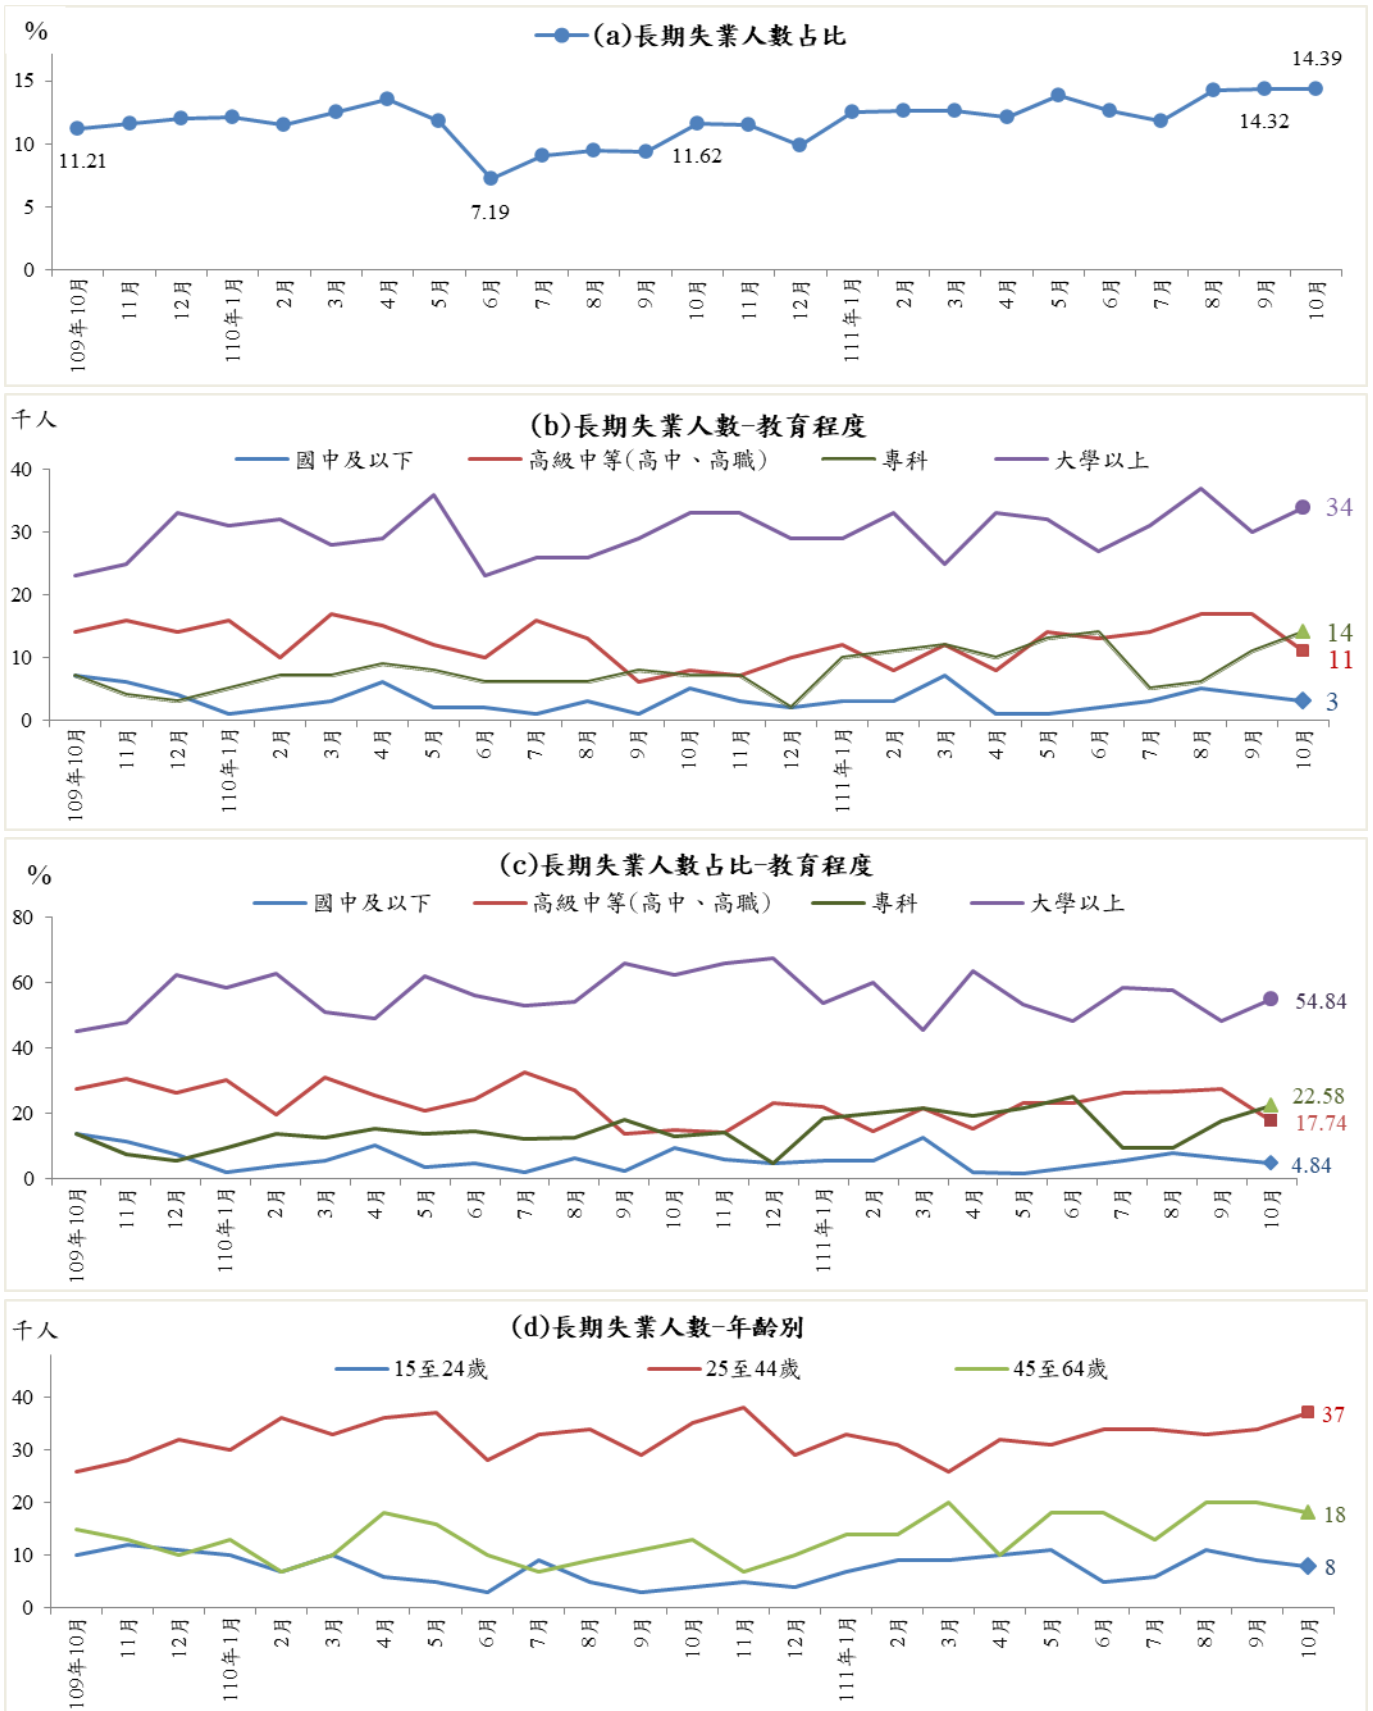 %
(a)長期失業人數占比
15
10
5
0
11.21
7.19
11.62
14.32
14.39
109年10月 11月 12月 110年1月 2月 3月 4月 5月 6月 7月 8月 9月 10月 11月 12月 111年1月 2月 3月 4月 5月 6月 7月 8月 9月 10月
千人
(b)長期失業人數-教育程度
國中及以下 高級中等(高中、高職) 專科 大學以上
40
30
20
10
0
34
14
11
3
109年10月 11月 12月 110年1月 2月 3月 4月 5月 6月 7月 8月 9月 10月 11月 12月 111年1月 2月 3月 4月 5月 6月 7月 8月 9月 10月
%
(c)長期失業人數占比-教育程度
國中及以下 高級中等(高中、高職) 專科 大學以上
80
60
40
20
0
54.84
22.58
17.74
4.84
109年10月 11月 12月 110年1月 2月 3月 4月 5月 6月 7月 8月 9月 10月 11月 12月 111年1月 2月 3月 4月 5月 6月 7月 8月 9月 10月
千人
(d)長期失業人數-年齡別
15至24歲 25至44歲 45至64歲
40
30
20
10
0
37
18
8
109年10月 11月 12月 110年1月 2月 3月 4月 5月 6月 7月 8月 9月 10月 11月 12月 111年1月 2月 3月 4月 5月 6月 7月 8月 9月 10月